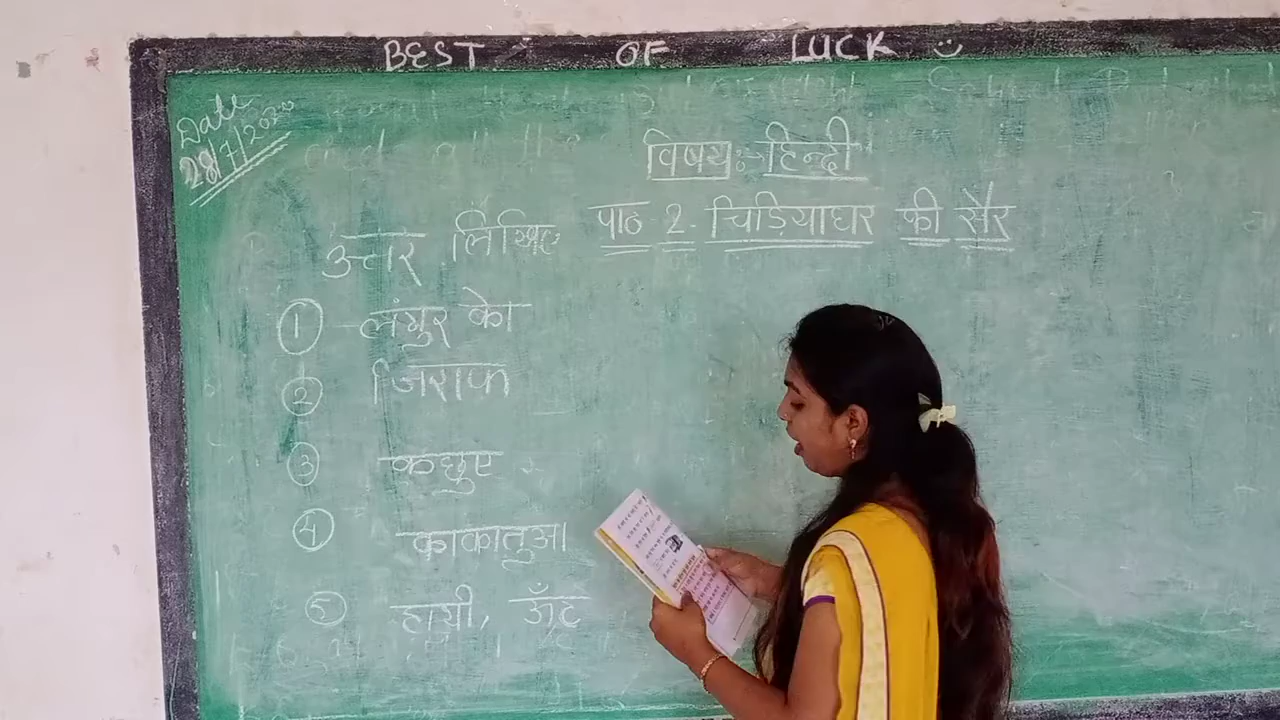 BEST OF LUCK
Date
28/7/2020
विषय:- हिन्दी
पाठ-2. चिड़ियाघर की सैर
उत्तर लिखिए
① लंगुर को
② जिराफ
③ कछुए
④ काकातुआ
⑤ हाथी, ऊँट